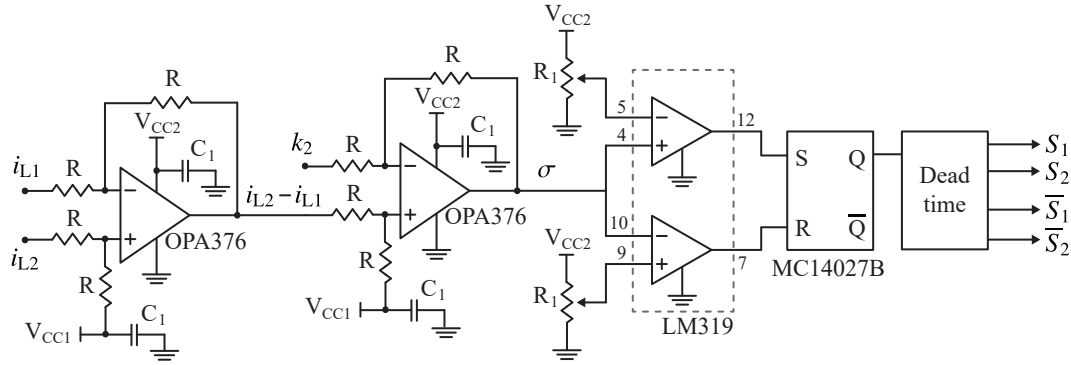 V_CC2
R
R
R_1
V_CC2
V_CC2
5
12
C_1
C_1
4
i_L1
R
k_2
R
σ
S
Q
Dead
time
S_1
S_2
S̅_1
S̅_2
i_L2
R
OPA376
i_L2 − i_L1
R
OPA376
10
R
Q̅
V_CC2
9
7
MC14027B
R
R
R_1
C_1
C_1
V_CC1
V_CC1
LM319